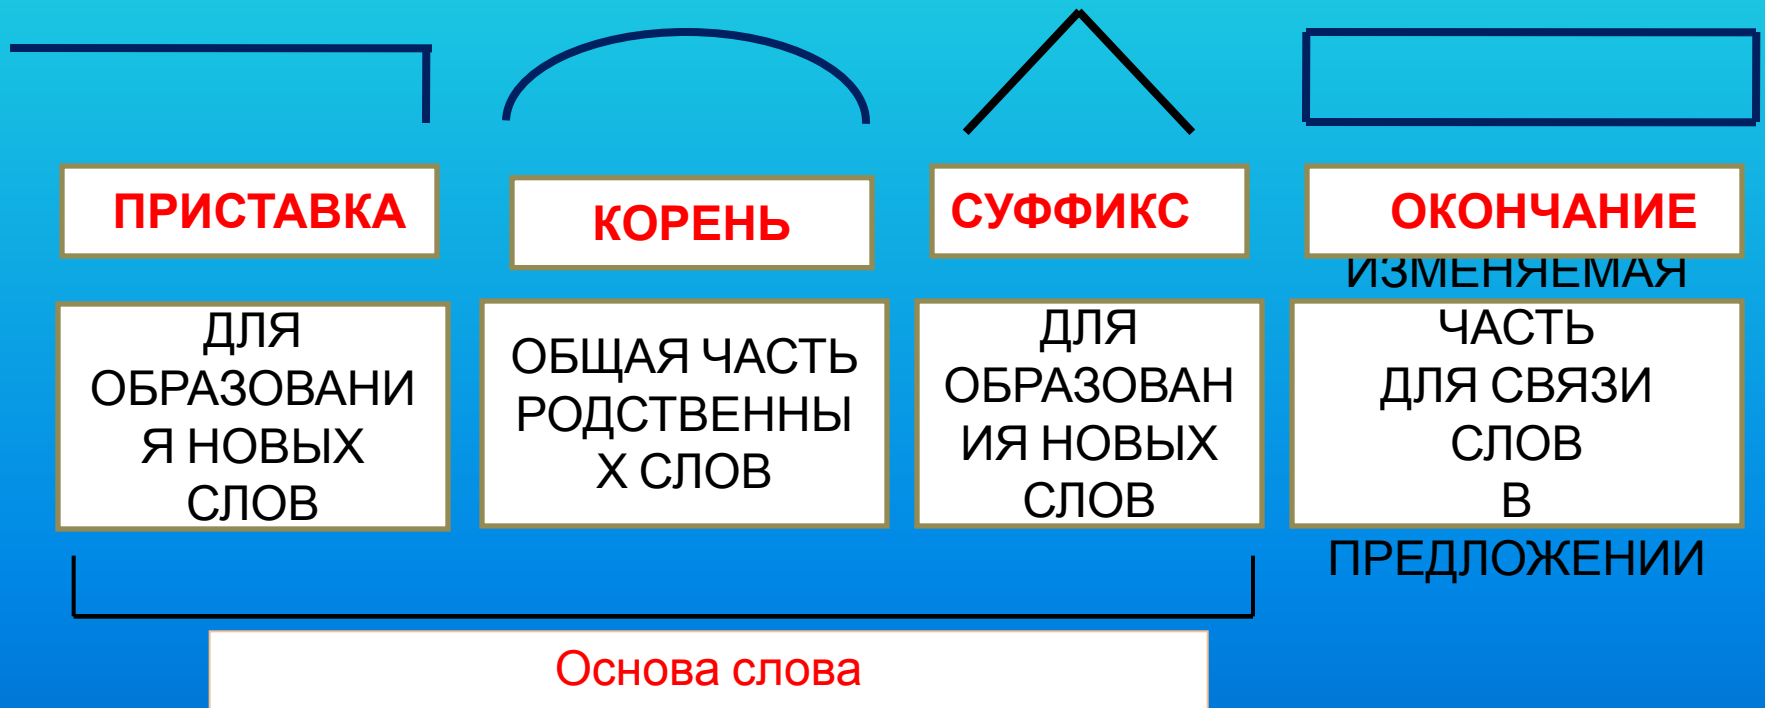 ПРИСТАВКА
КОРЕНЬ
СУФФИКС
ОКОНЧАНИЕ
ДЛЯ
ОБРАЗОВАНИ
Я НОВЫХ
СЛОВ
ОБЩАЯ ЧАСТЬ
РОДСТВЕННЫ
Х СЛОВ
ДЛЯ
ОБРАЗОВАН
ИЯ НОВЫХ
СЛОВ
ИЗМЕНЯЕМАЯ
ЧАСТЬ
ДЛЯ СВЯЗИ
СЛОВ
В
ПРЕДЛОЖЕНИИ
Основа слова